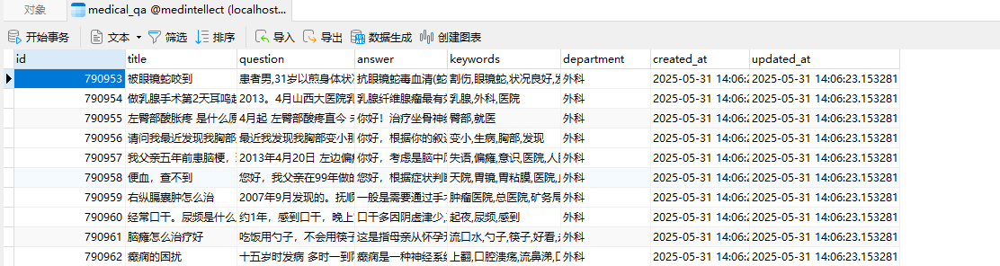 对象 medical_qa @medintellect (localhost...
开始事务 文本 筛选 排序 导入 导出 数据生成 创建图表
id title question answer keywords department created_at updated_at
790953 被眼镜蛇咬到 患者男,31岁以煎身体状况 抗眼镜蛇毒血清(蛇 割伤,眼镜蛇,状况良好, 外科 2025-05-31 14:06:2 2025-05-31 14:06:23.153281
790954 做乳腺手术第2天耳鸣 2013。4月山西大医院乳 乳腺纤维腺瘤最有效 乳腺,外科,医院 外科 2025-05-31 14:06:2 2025-05-31 14:06:23.153281
790955 左臀部酸胀疼 是什么原 4月起 左臀部酸疼直今 你好！治疗坐骨神经 臀部,就医 外科 2025-05-31 14:06:2 2025-05-31 14:06:23.153281
790956 请问我最近发现我胸部 最近我发现我胸部变小 你好，根据你的叙 变小,生病,胸部,发现 外科 2025-05-31 14:06:2 2025-05-31 14:06:23.153281
790957 我父亲五年前患脑梗， 2013年4月20日 左边偏 你好，考虑是脑中 失语,偏瘫,意识,医院,人 外科 2025-05-31 14:06:2 2025-05-31 14:06:23.153281
790958 便血，查不到 您好，我父亲在99年做 您好，根据症状判 天院,胃镜,胃粘膜,医院, 外科 2025-05-31 14:06:2 2025-05-31 14:06:23.153281
790959 右纵膈裹肿怎么治 2007年9月发现的。抚顺 一般是需要通过手 肿瘤医院,总医院,矿务局 外科 2025-05-31 14:06:2 2025-05-31 14:06:23.153281
790960 经常口干。尿频是什么 约1年，感到口干，晚上 口干多因阴虚津少, 起夜,尿频,感到 外科 2025-05-31 14:06:2 2025-05-31 14:06:23.153281
790961 脑瘫怎么治疗好 吃饭用勺子，不会用筷子 这是指母亲从怀孕 流口水,勺子,筷子,好看, 外科 2025-05-31 14:06:2 2025-05-31 14:06:23.153281
790962 癫痫的困扰 十五岁时发病 多时一到 癫痫是一种神经系统 上翻,口腔溃疡,流鼻涕, 外科 2025-05-31 14:06:2 2025-05-31 14:06:23.153281